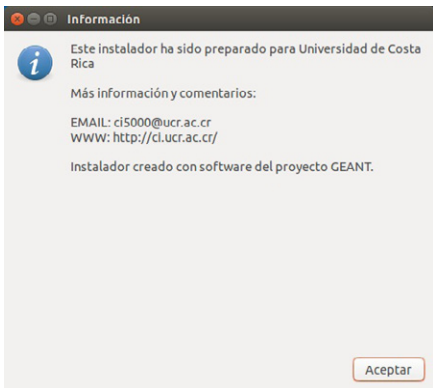 Información
Este instalador ha sido preparado para Universidad de Costa
Rica
Más información y comentarios:
EMAIL: ci5000@ucr.ac.cr
WWW: http://ci.ucr.ac.cr/
Instalador creado con software del proyecto GEANT.
Aceptar